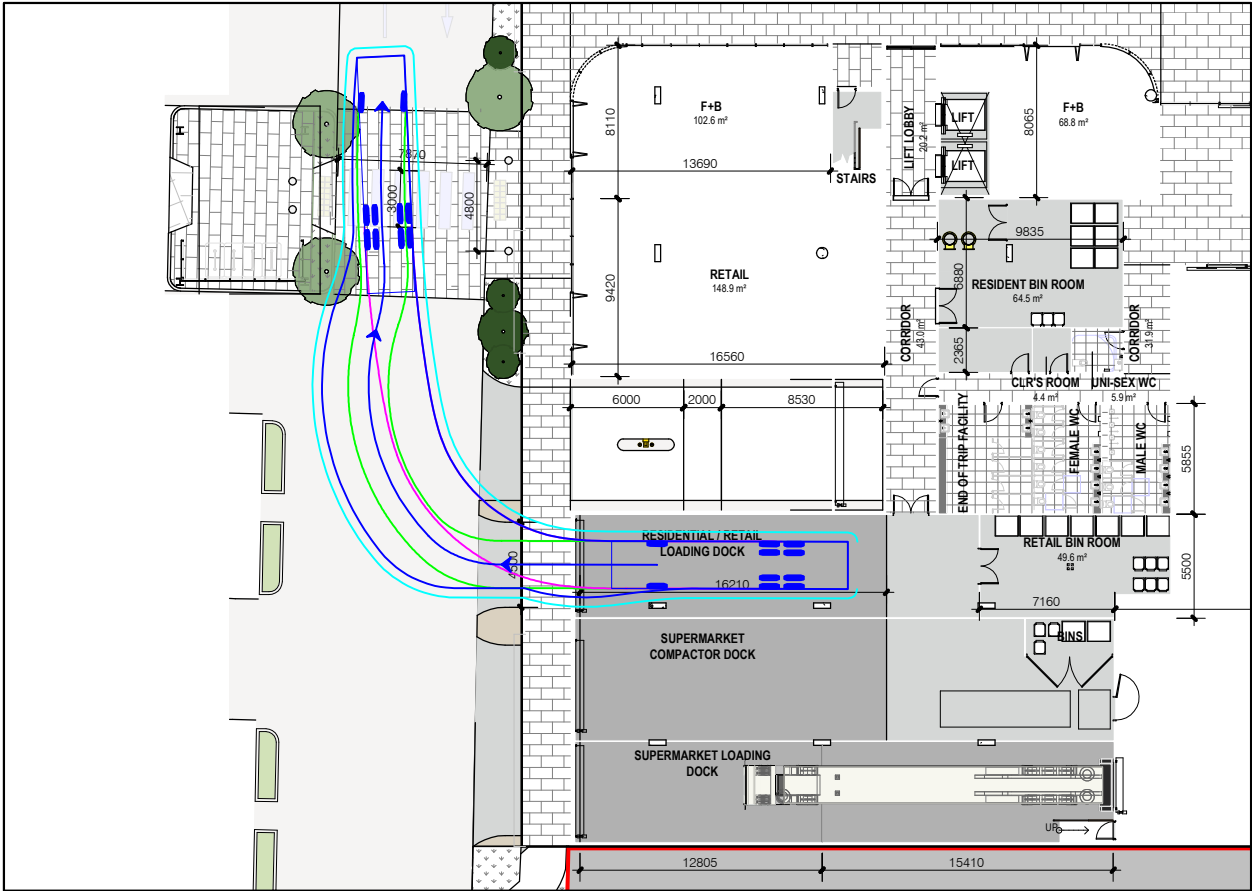 F+B
102.6 m²
8110
13690
STAIRS
LIFT LOBBY
20.2 m²
LIFT
LIFT
8065
F+B
68.8 m²
7870
3000
4800
H
H
9835
RETAIL
148.9 m²
9420
6880
RESIDENT BIN ROOM
64.5 m²
CORRIDOR
43.0 m²
CORRIDOR
31.9 m²
2365
16560
CLR'S ROOM
4.4 m²
UNI-SEX WC
5.9 m²
6000
2000
8530
END OF TRIP FACILITY
FEMALE WC
MALE WC
5855
RESIDENTIAL / RETAIL
LOADING DOCK
RETAIL BIN ROOM
49.6 m²
4500
16210
5500
7160
SUPERMARKET
COMPACTOR DOCK
BINS
SUPERMARKET LOADING
DOCK
UP
12805
15410